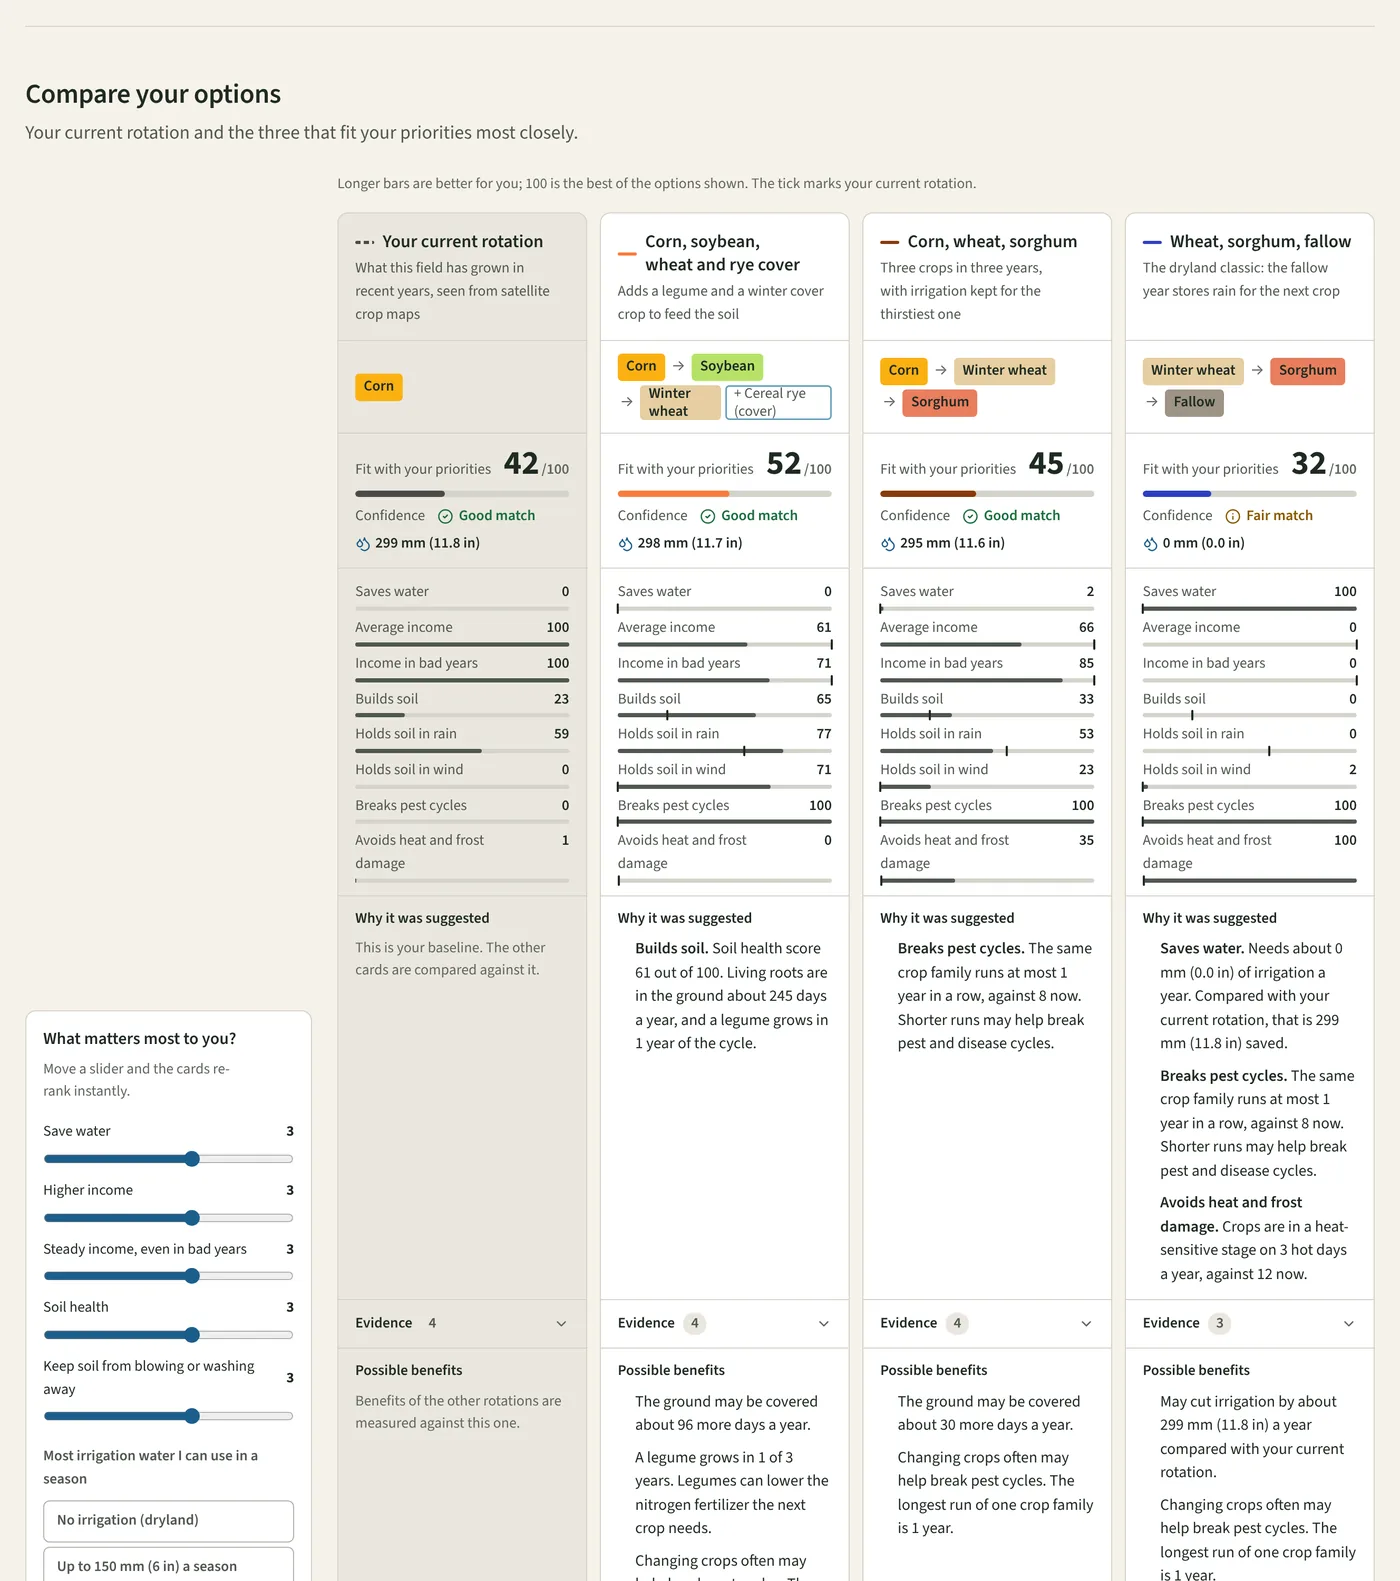 Compare your options
Your current rotation and the three that fit your priorities most closely.
Longer bars are better for you; 100 is the best of the options shown. The tick marks your current rotation.
Your current rotation
What this field has grown in
recent years, seen from satellite
crop maps
Corn
Fit with your priorities 42 /100
Confidence Good match
299 mm (11.8 in)
Saves water 0
Average income 100
Income in bad years 100
Builds soil 23
Holds soil in rain 59
Holds soil in wind 0
Breaks pest cycles 0
Avoids heat and frost 1
damage
Why it was suggested
This is your baseline. The other
cards are compared against it.
Evidence 4
Possible benefits
Benefits of the other rotations are
measured against this one.
Corn, soybean,
wheat and rye cover
Adds a legume and a winter cover
crop to feed the soil
Corn → Soybean
→ Winter
wheat
+ Cereal rye
(cover)
Fit with your priorities 52 /100
Confidence Good match
298 mm (11.7 in)
Saves water 0
Average income 61
Income in bad years 71
Builds soil 65
Holds soil in rain 77
Holds soil in wind 71
Breaks pest cycles 100
Avoids heat and frost 0
damage
Why it was suggested
Builds soil. Soil health score
61 out of 100. Living roots are
in the ground about 245 days
a year, and a legume grows in
1 year of the cycle.
Evidence 4
Possible benefits
The ground may be covered
about 96 more days a year.
A legume grows in 1 of 3
years. Legumes can lower the
nitrogen fertilizer the next
crop needs.
Changing crops often may
Corn, wheat, sorghum
Three crops in three years,
with irrigation kept for the
thirstiest one
Corn → Winter wheat
→ Sorghum
Fit with your priorities 45 /100
Confidence Good match
295 mm (11.6 in)
Saves water 2
Average income 66
Income in bad years 85
Builds soil 33
Holds soil in rain 53
Holds soil in wind 23
Breaks pest cycles 100
Avoids heat and frost 35
damage
Why it was suggested
Breaks pest cycles. The same
crop family runs at most 1
year in a row, against 8 now.
Shorter runs may help break
pest and disease cycles.
Evidence 4
Possible benefits
The ground may be covered
about 30 more days a year.
Changing crops often may
help break pest cycles. The
longest run of one crop family
is 1 year.
Wheat, sorghum, fallow
The dryland classic: the fallow
year stores rain for the next crop
Winter wheat → Sorghum
→ Fallow
Fit with your priorities 32 /100
Confidence Fair match
0 mm (0.0 in)
Saves water 100
Average income 0
Income in bad years 0
Builds soil 0
Holds soil in rain 0
Holds soil in wind 2
Breaks pest cycles 100
Avoids heat and frost 100
damage
Why it was suggested
Saves water. Needs about 0
mm (0.0 in) of irrigation a
year. Compared with your
current rotation, that is 299
mm (11.8 in) saved.
Breaks pest cycles. The same
crop family runs at most 1
year in a row, against 8 now.
Shorter runs may help break
pest and disease cycles.
Avoids heat and frost
damage. Crops are in a heat-
sensitive stage on 3 hot days
a year, against 12 now.
Evidence 3
Possible benefits
May cut irrigation by about
299 mm (11.8 in) a year
compared with your current
rotation.
Changing crops often may
help break pest cycles. The
longest run of one crop family
is 1 year.
What matters most to you?
Move a slider and the cards re-
rank instantly.
Save water 3
Higher income 3
Steady income, even in bad years 3
Soil health 3
Keep soil from blowing or washing
away 3
Most irrigation water I can use in a
season
No irrigation (dryland)
Up to 150 mm (6 in) a season